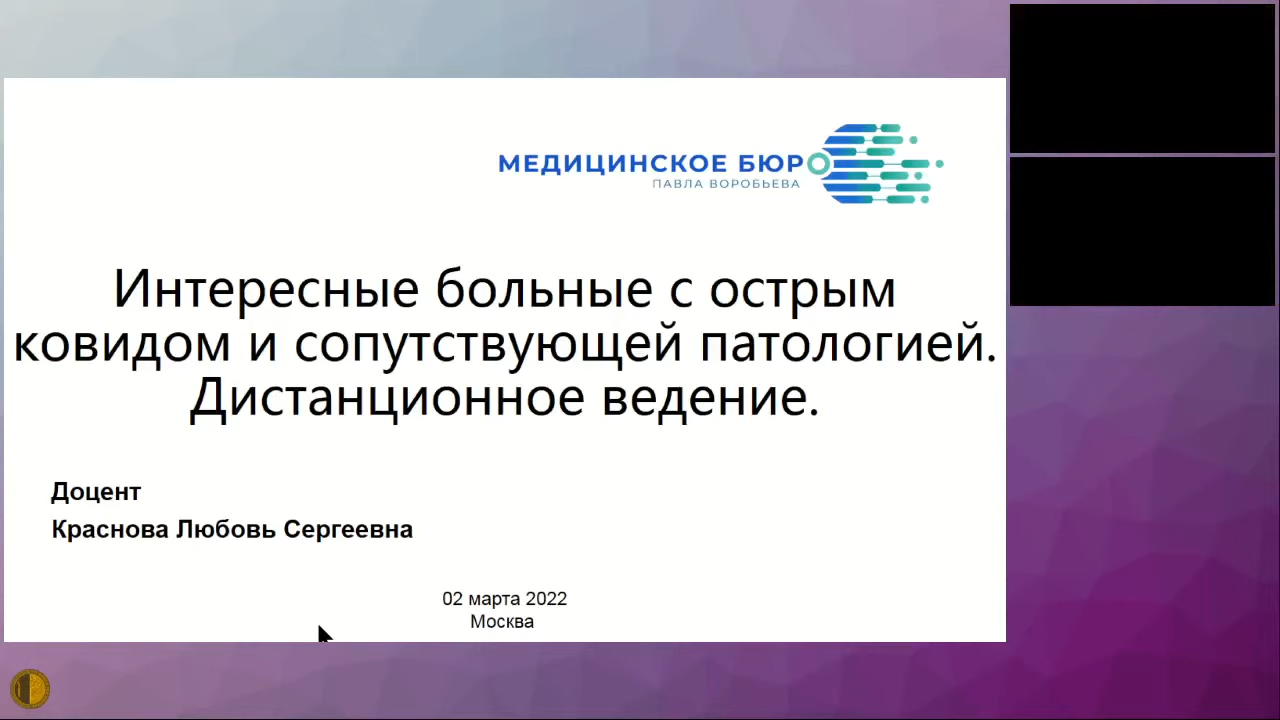 МЕДИЦИНСКОЕ БЮРО
ПАВЛА ВОРОБЬЕВА
Интересные больные с острым
ковидом и сопутствующей патологией.
Дистанционное ведение.
Доцент
Краснова Любовь Сергеевна
02 марта 2022
Москва